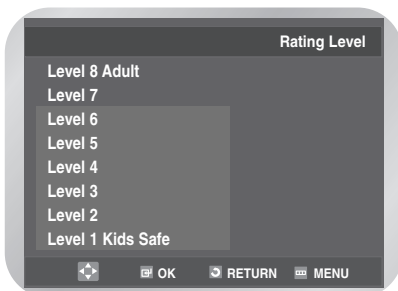 Rating Level
Level 8 Adult
Level 7
Level 6
Level 5
Level 4
Level 3
Level 2
Level 1 Kids Safe
OK RETURN MENU